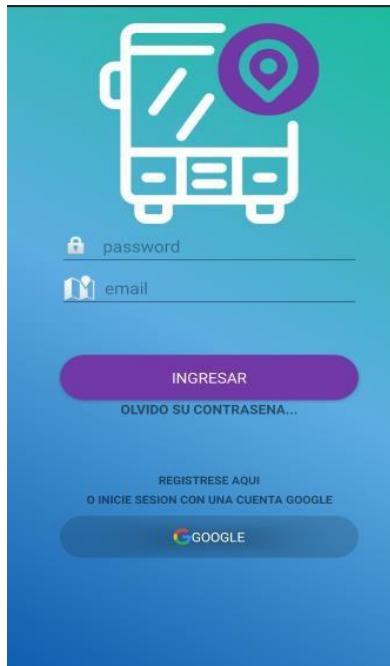 password
email
INGRESAR
OLVIDO SU CONTRASENA...
REGISTRESE AQUI
O INICIE SESION CON UNA CUENTA GOOGLE
GOOGLE